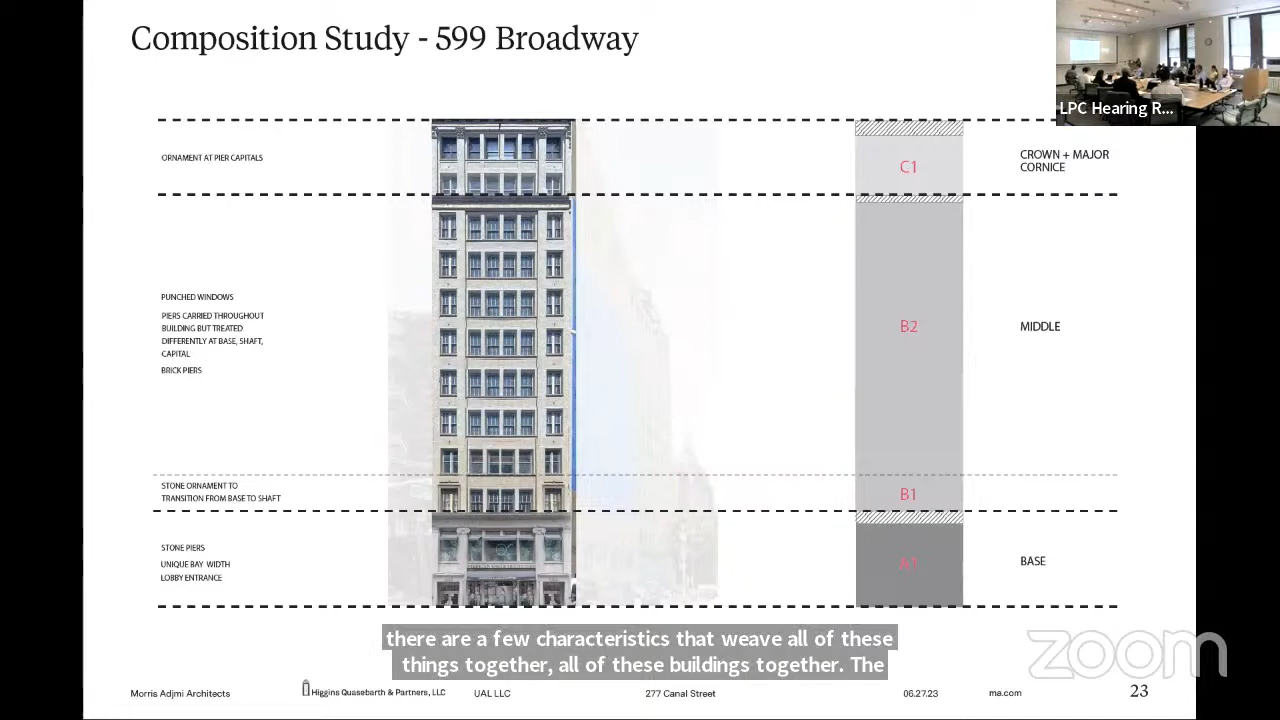 Composition Study - 599 Broadway
LPC Hearing R...
ORNAMENT AT PIER CAPITALS
C1
CROWN + MAJOR
CORNICE
PUNCHED WINDOWS
PIERS CARRIED THROUGHOUT
BUILDING BUT TREATED
DIFFERENTLY AT BASE, SHAFT,
CAPITAL
BRICK PIERS
B2
MIDDLE
STONE ORNAMENT TO
TRANSITION FROM BASE TO SHAFT
B1
STONE PIERS
UNIQUE BAY WIDTH
LOBBY ENTRANCE
A1
BASE
there are a few characteristics that weave all of these
things together, all of these buildings together. The
zoom
Morris Adjmi Architects
Higgins Quasebarth & Partners, LLC
UAL LLC
277 Canal Street
06.27.23
ma.com
23